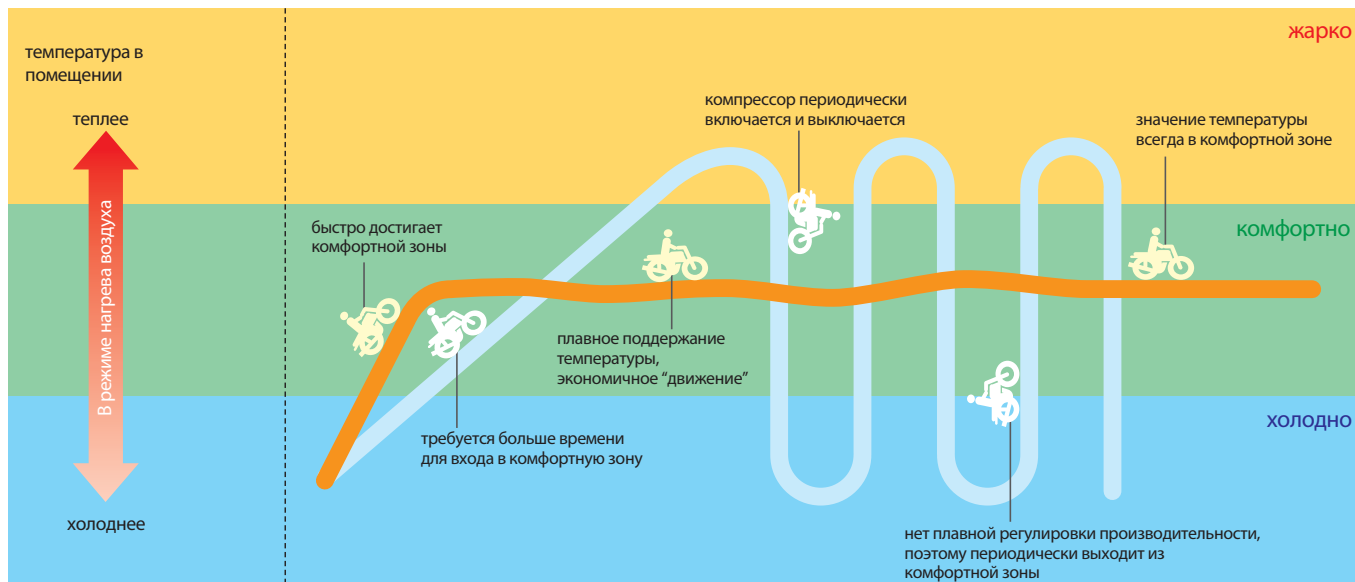 температура в
помещении
теплее
В режиме нагрева воздуха
холоднее
жарко
компрессор периодически
включается и выключается
значение температуры
всегда в комфортной зоне
быстро достигает
комфортной зоны
комфортно
плавное поддержание
температуры,
экономичное “движение”
холодно
требуется больше времени
для входа в комфортную зону
нет плавной регулировки производительности,
поэтому периодически выходит из
комфортной зоны